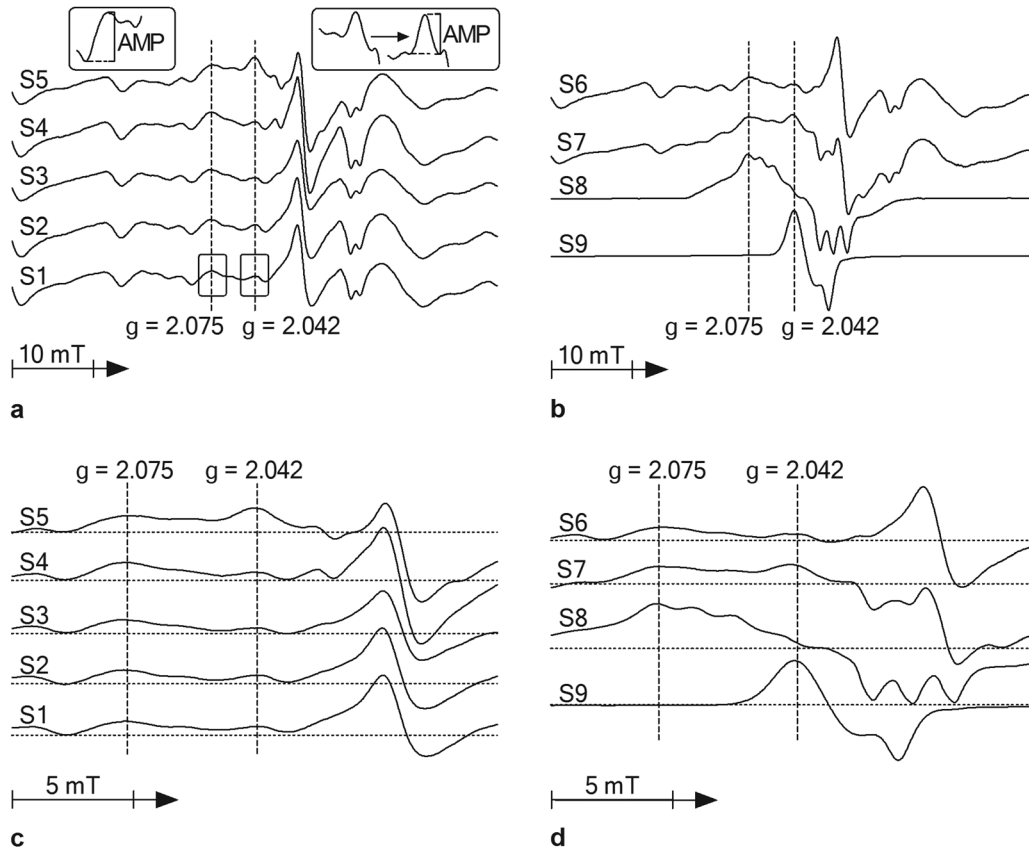 AMP
AMP
S5
S4
S3
S2
S1
g = 2.075 g = 2.042
10 mT
a
S6
S7
S8
S9
g = 2.075 g = 2.042
10 mT
b
g = 2.075 g = 2.042
S5
S4
S3
S2
S1
5 mT
c
g = 2.075 g = 2.042
S6
S7
S8
S9
5 mT
d